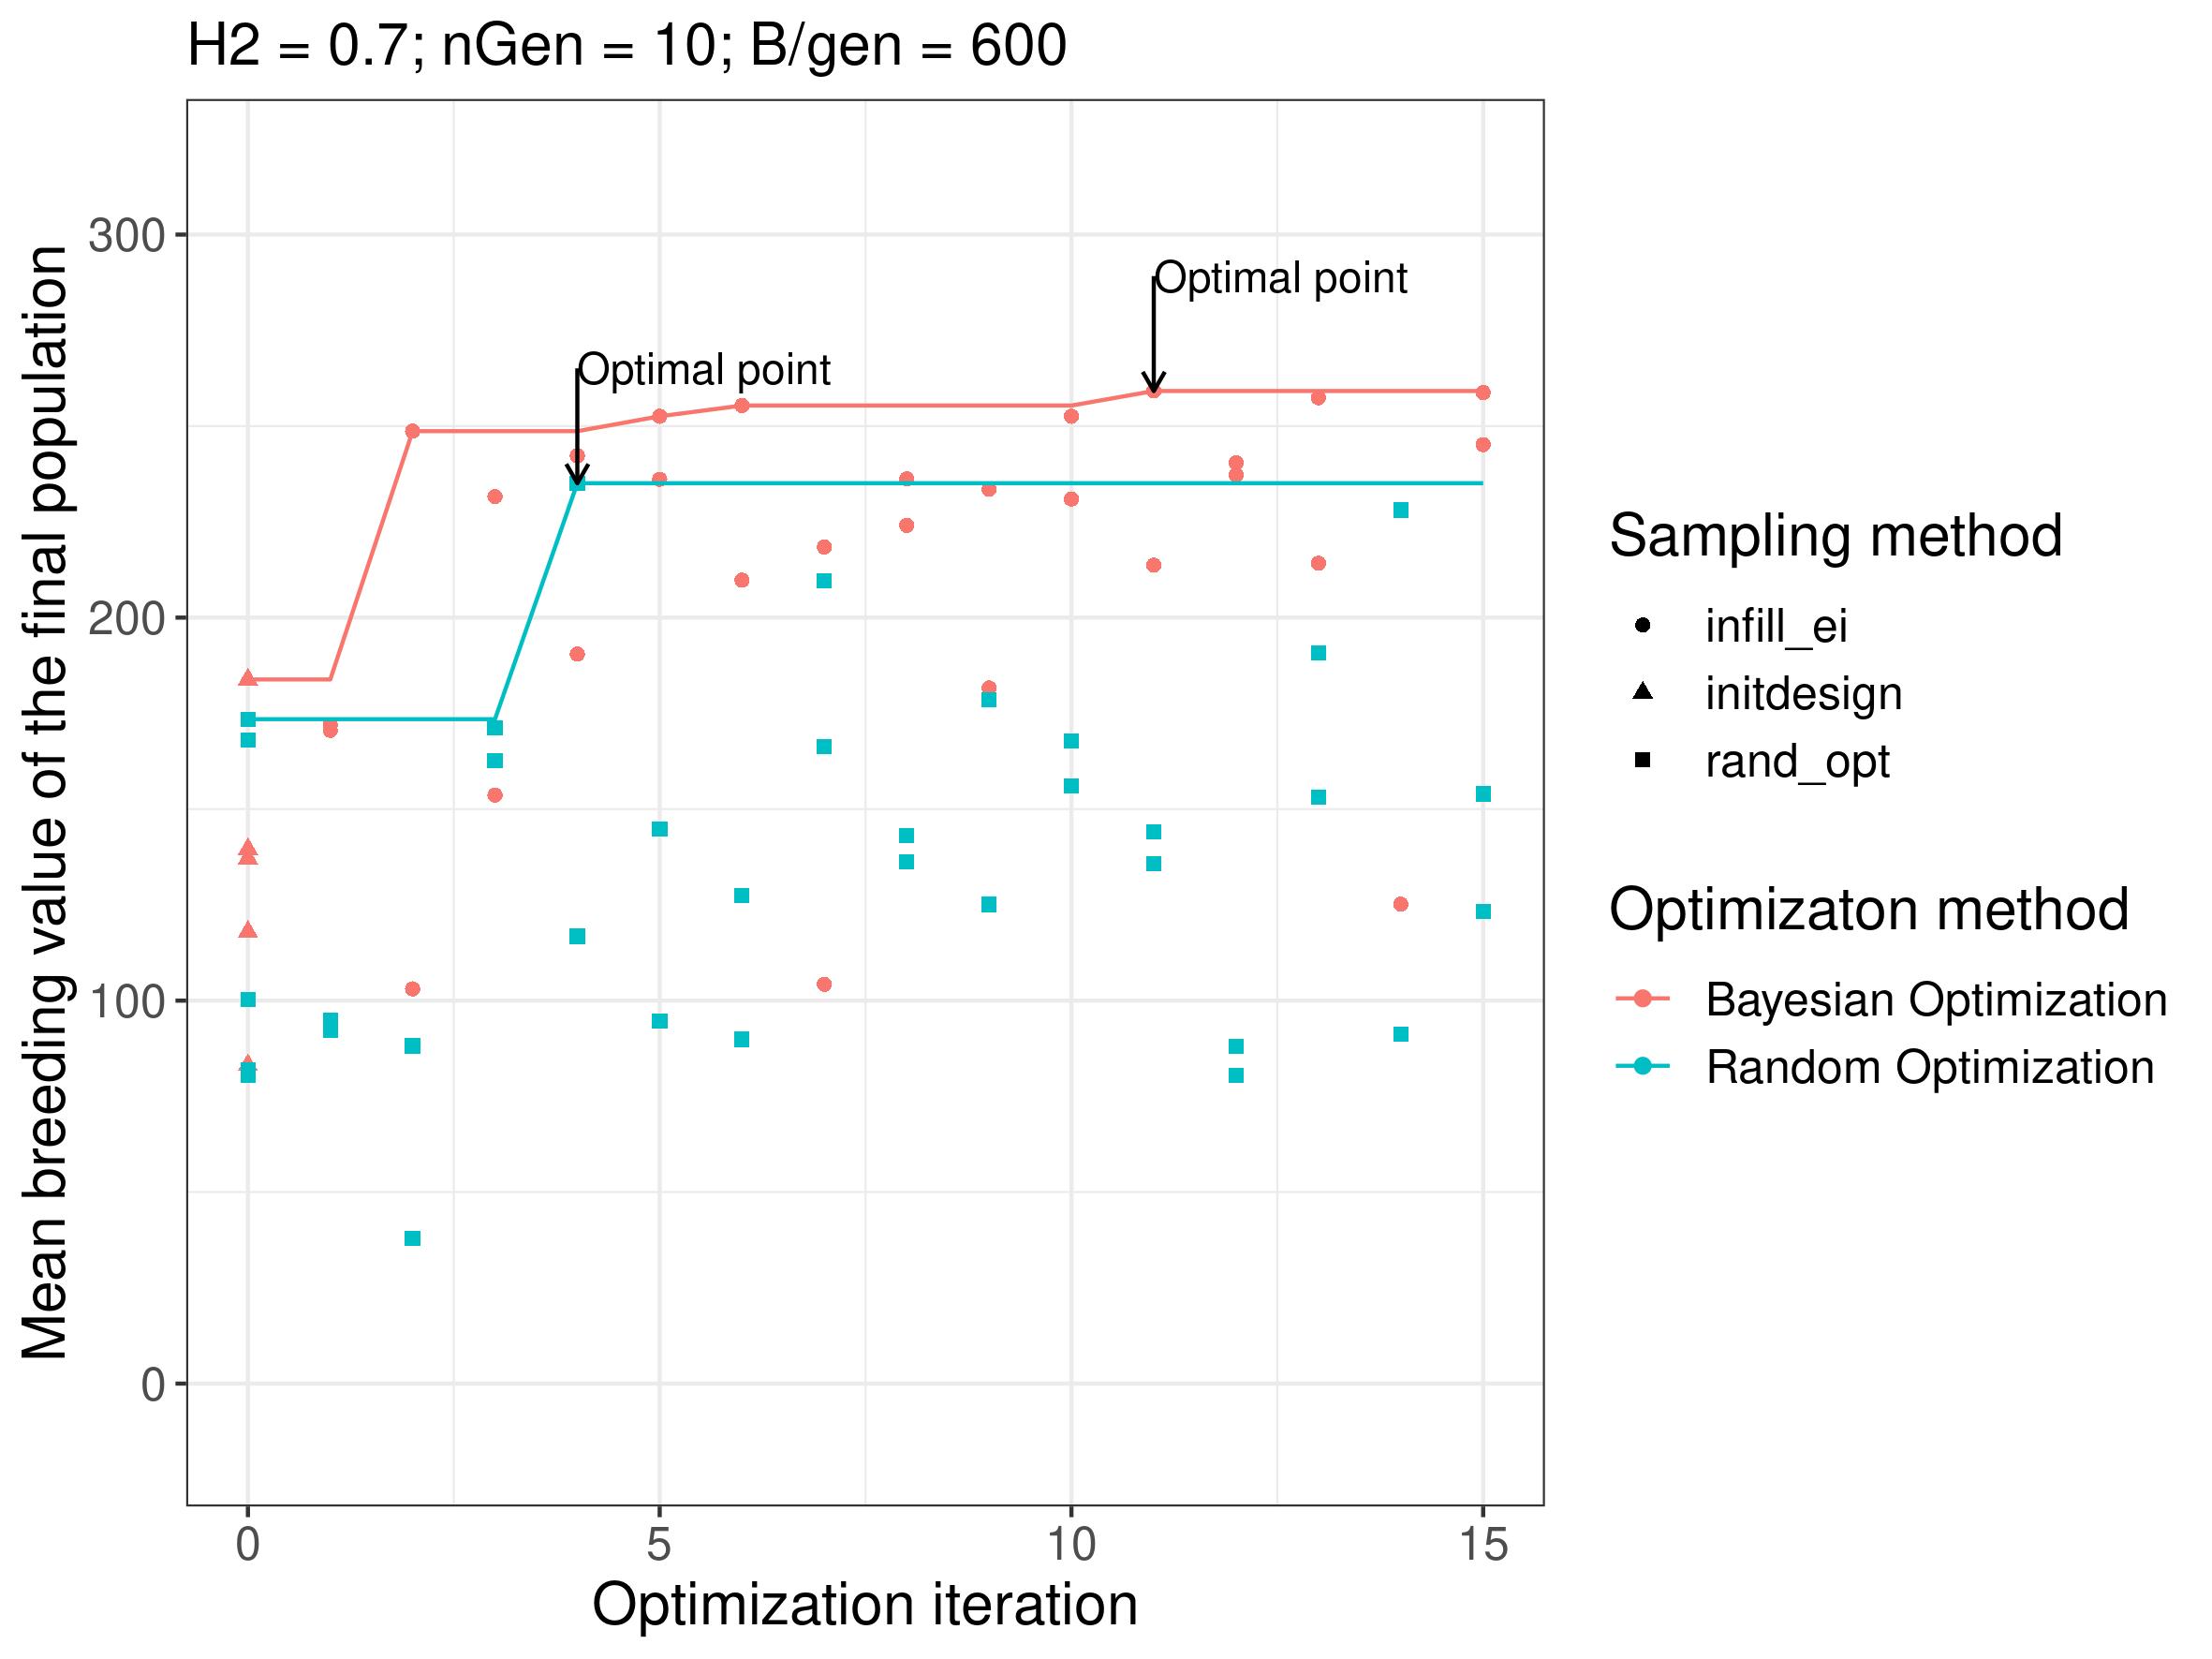 H2 = 0.7; nGen = 10; B/gen = 600
Mean breeding value of the final population
300
200
100
0
Optimal point
Optimal point
0 5 10 15
Optimization iteration
Sampling method
infill_ei
initdesign
rand_opt
Optimizaton method
Bayesian Optimization
Random Optimization